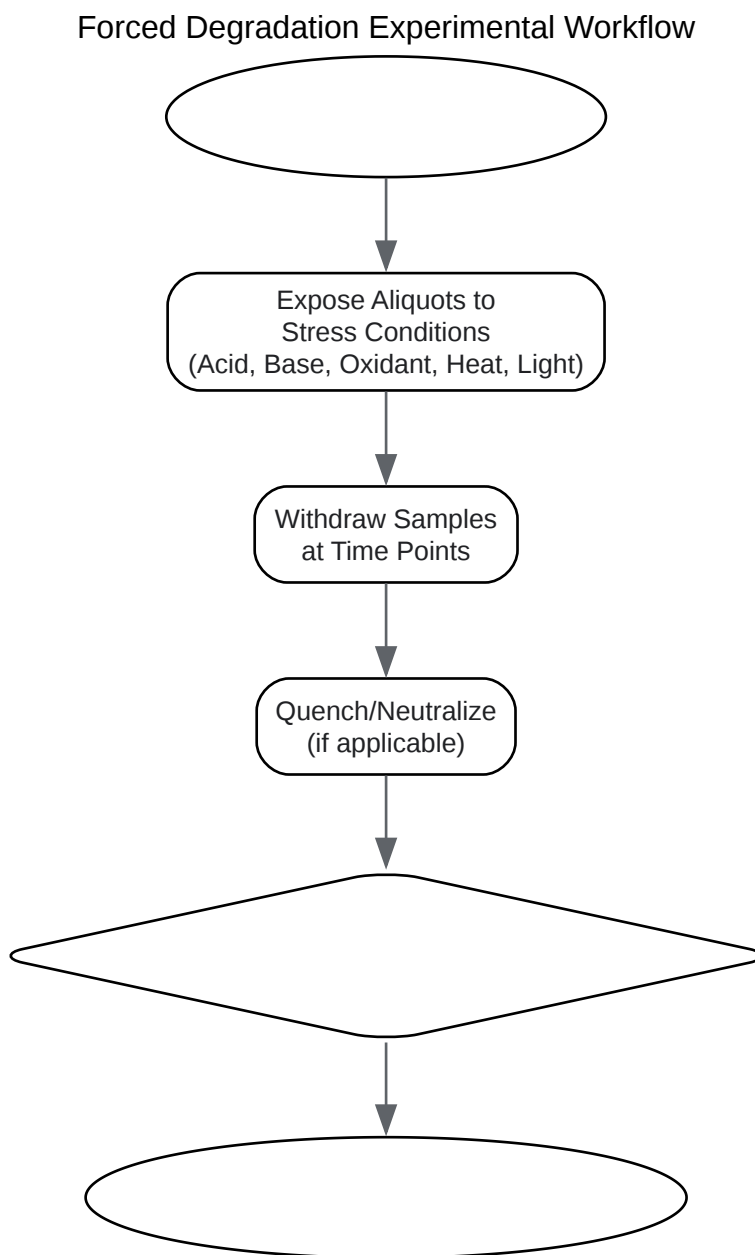 Forced Degradation Experimental Workflow
Expose Aliquots to
Stress Conditions
(Acid, Base, Oxidant, Heat, Light)
Withdraw Samples
at Time Points
Quench/Neutralize
(if applicable)